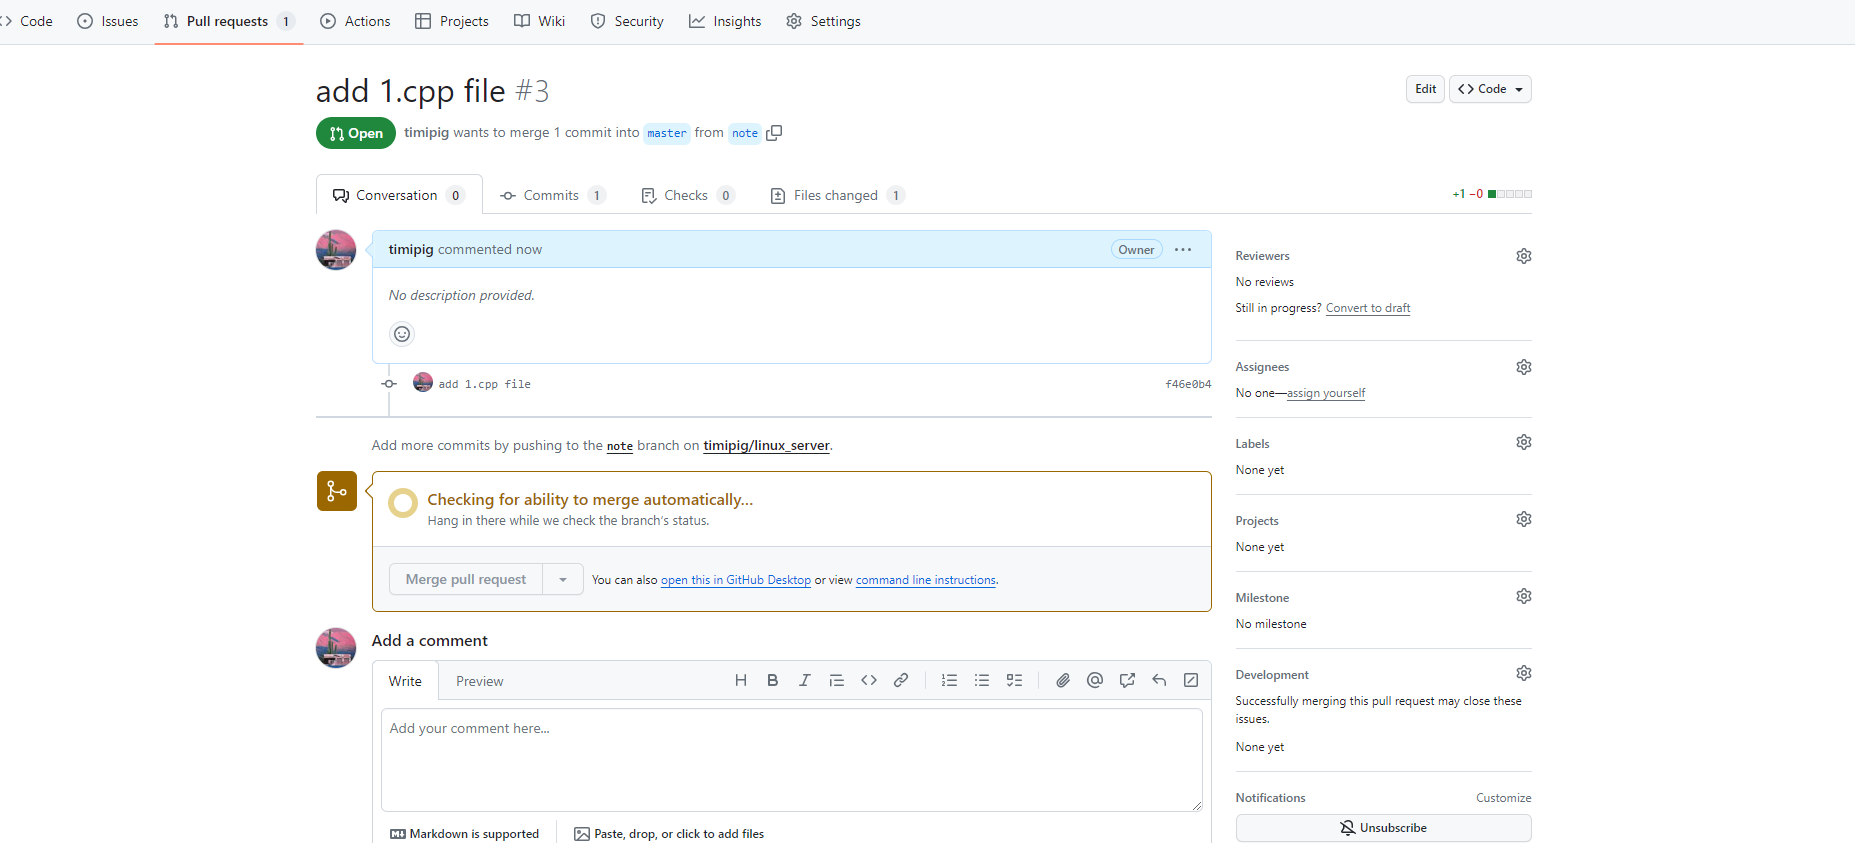 Code Issues Pull requests 1 Actions Projects Wiki Security Insights Settings
add 1.cpp file #3
Edit Code
Open timipig wants to merge 1 commit into master from note
Conversation 0 Commits 1 Checks 0 Files changed 1
+1 −0
timipig commented now Owner
No description provided.
add 1.cpp file f46e0b4
Add more commits by pushing to the note branch on timipig/linux_server.
Checking for ability to merge automatically...
Hang in there while we check the branch's status.
Merge pull request You can also open this in GitHub Desktop or view command line instructions.
Add a comment
Write Preview H B I
Add your comment here...
Markdown is supported Paste, drop, or click to add files
Reviewers
No reviews
Still in progress? Convert to draft
Assignees
No one—assign yourself
Labels
None yet
Projects
None yet
Milestone
No milestone
Development
Successfully merging this pull request may close these
issues.
None yet
Notifications Customize
Unsubscribe